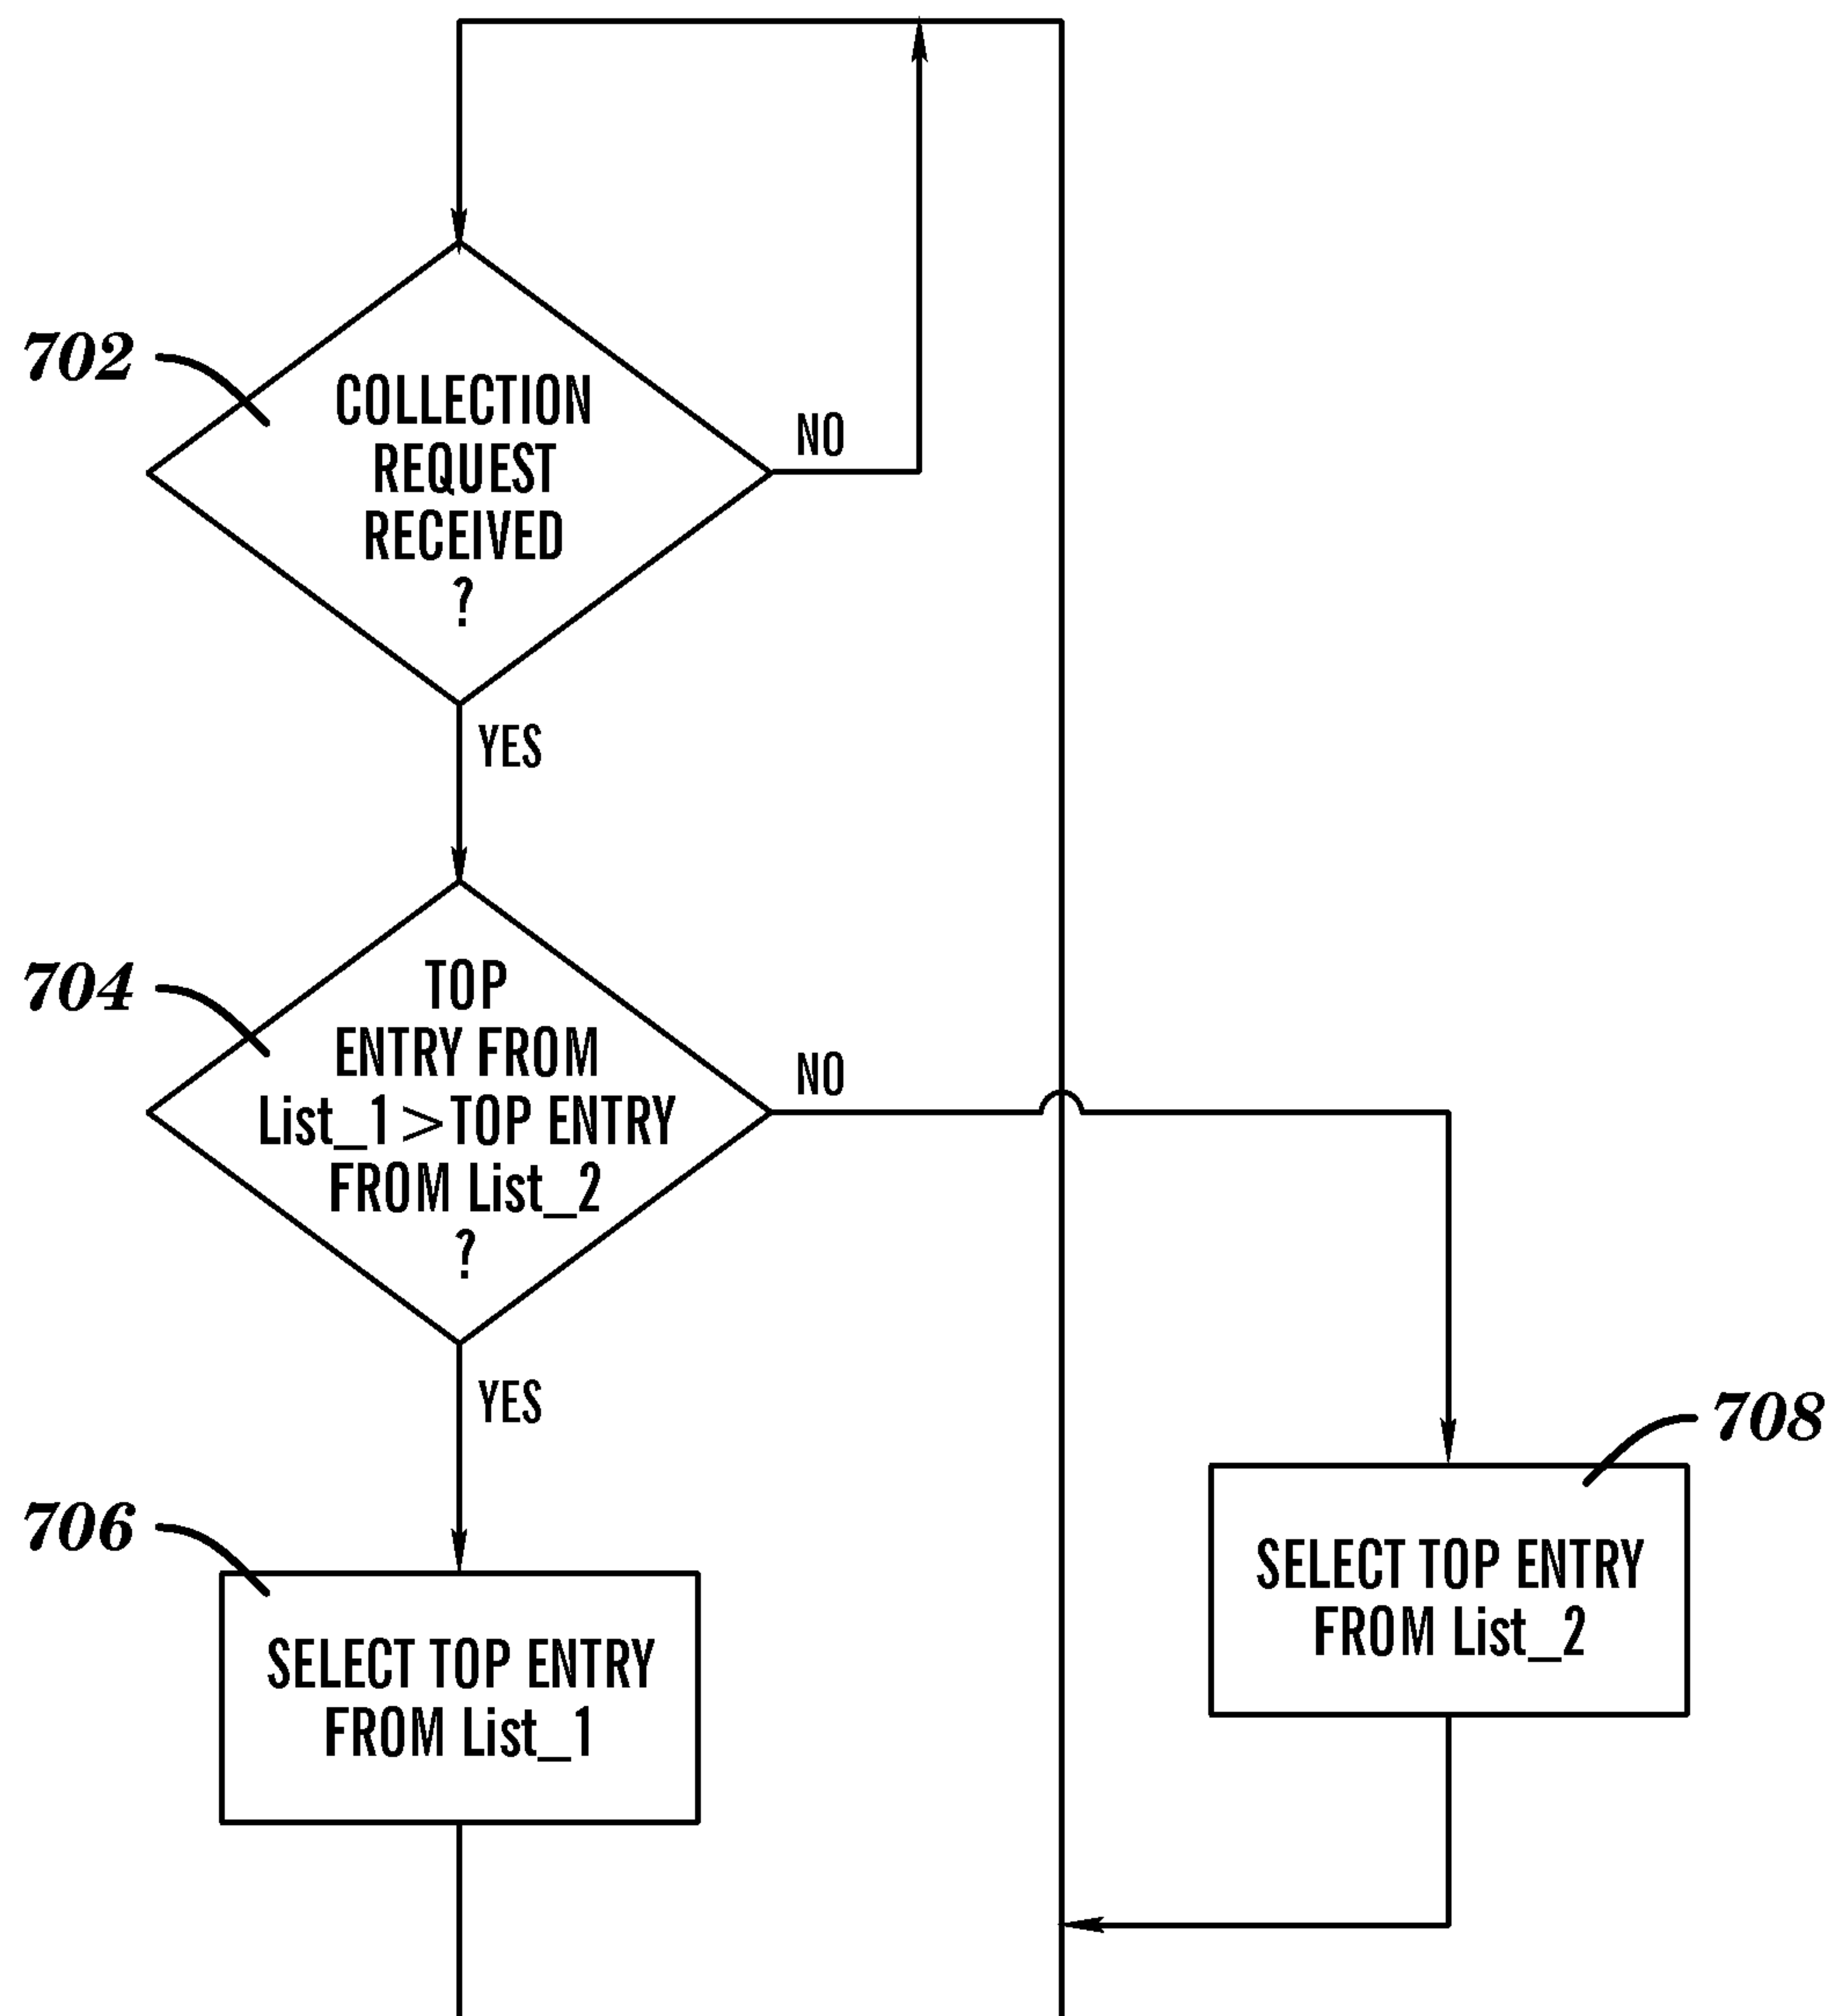 702
COLLECTION
REQUEST
RECEIVED
?
NO
YES
704
TOP
ENTRY FROM
List_1 > TOP ENTRY
FROM List_2
?
NO
YES
706
SELECT TOP ENTRY
FROM List_1
708
SELECT TOP ENTRY
FROM List_2